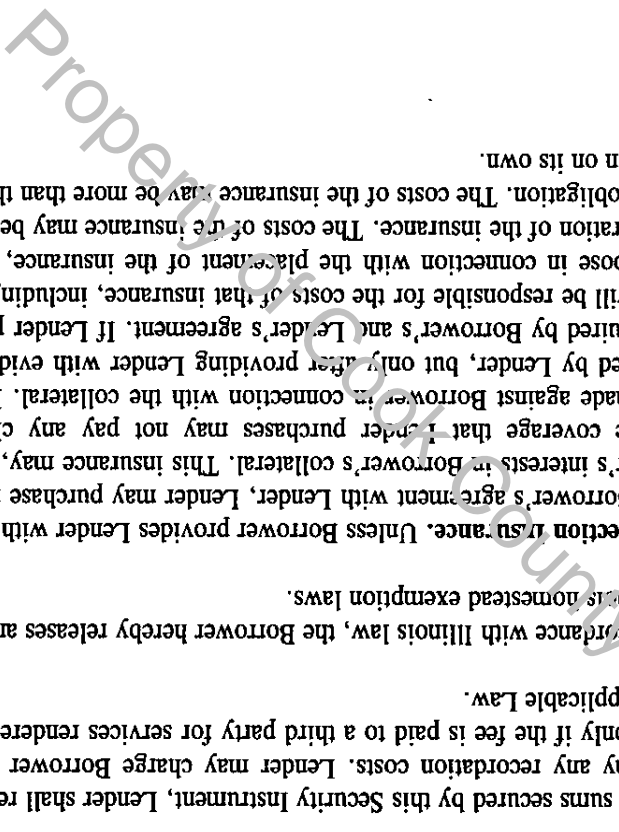 sums secured by this Security Instrument, Lender shall re
ny any recordation costs. Lender may charge Borrower
only if the fee is paid to a third party for services rendere
pplicable Law.
ordance with Illinois law, the Borrower hereby releases an
homestead exemption laws.
ection insurance. Unless Borrower provides Lender with
orrower's agreement with Lender, Lender may purchase
r's interests in Borrower's collateral. This insurance may,
e coverage that Lender purchases may not pay any cl
made against Borrower in connection with the collateral.
ed by Lender, but only after providing Lender with evid
uired by Borrower's and Lender's agreement. If Lender p
ill be responsible for the costs of that insurance, including
pose in connection with the placement of the insurance,
ration of the insurance. The costs of the insurance may be
obligation. The costs of the insurance may be more than th
n on its own.
Property of Cook County